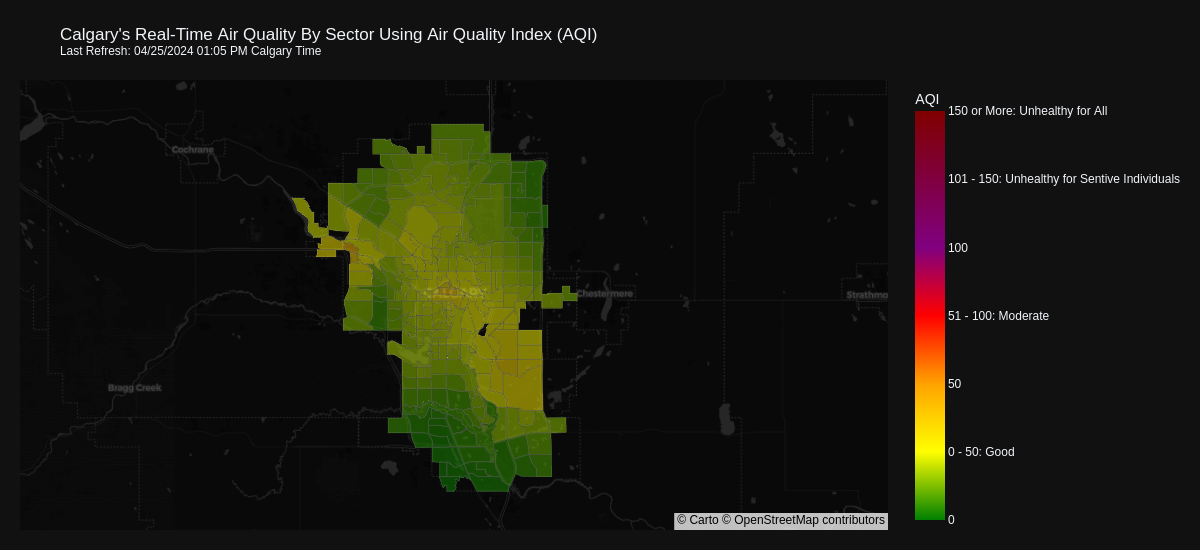 Calgary's Real-Time Air Quality By Sector Using Air Quality Index (AQI)
Last Refresh: 04/25/2024 01:05 PM Calgary Time
AQI
150 or More: Unhealthy for All
Cochrane
101 - 150: Unhealthy for Sentive Individuals
100
Chestermere
Strathmo
51 - 100: Moderate
50
Bragg Creek
0 - 50: Good
© Carto © OpenStreetMap contributors
0